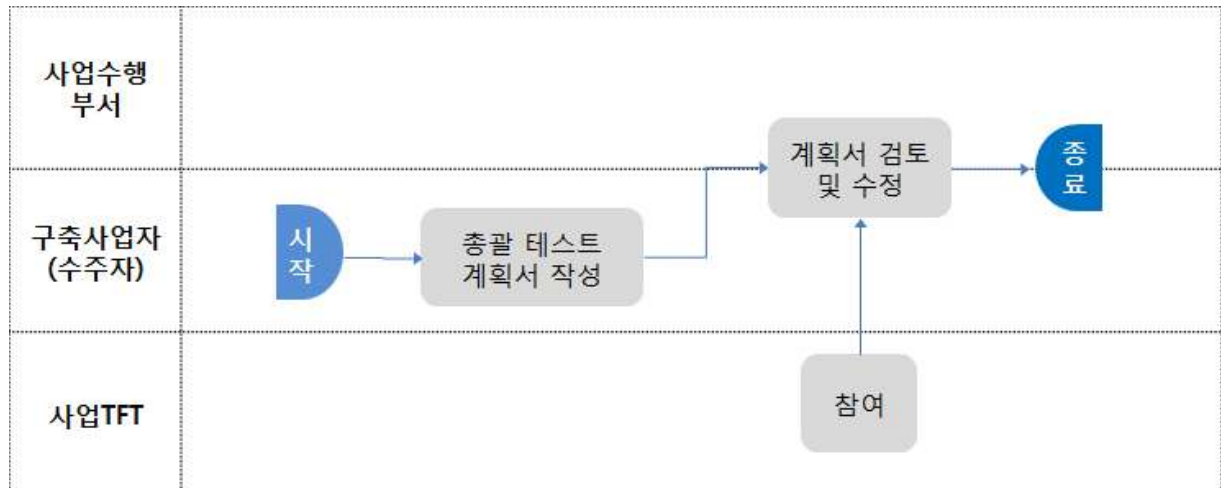 사업수행
부서
계획서 검토
및 수정
종
료
구축사업자
(수주자)
시
작
총괄 테스트
계획서 작성
사업TFT
참여